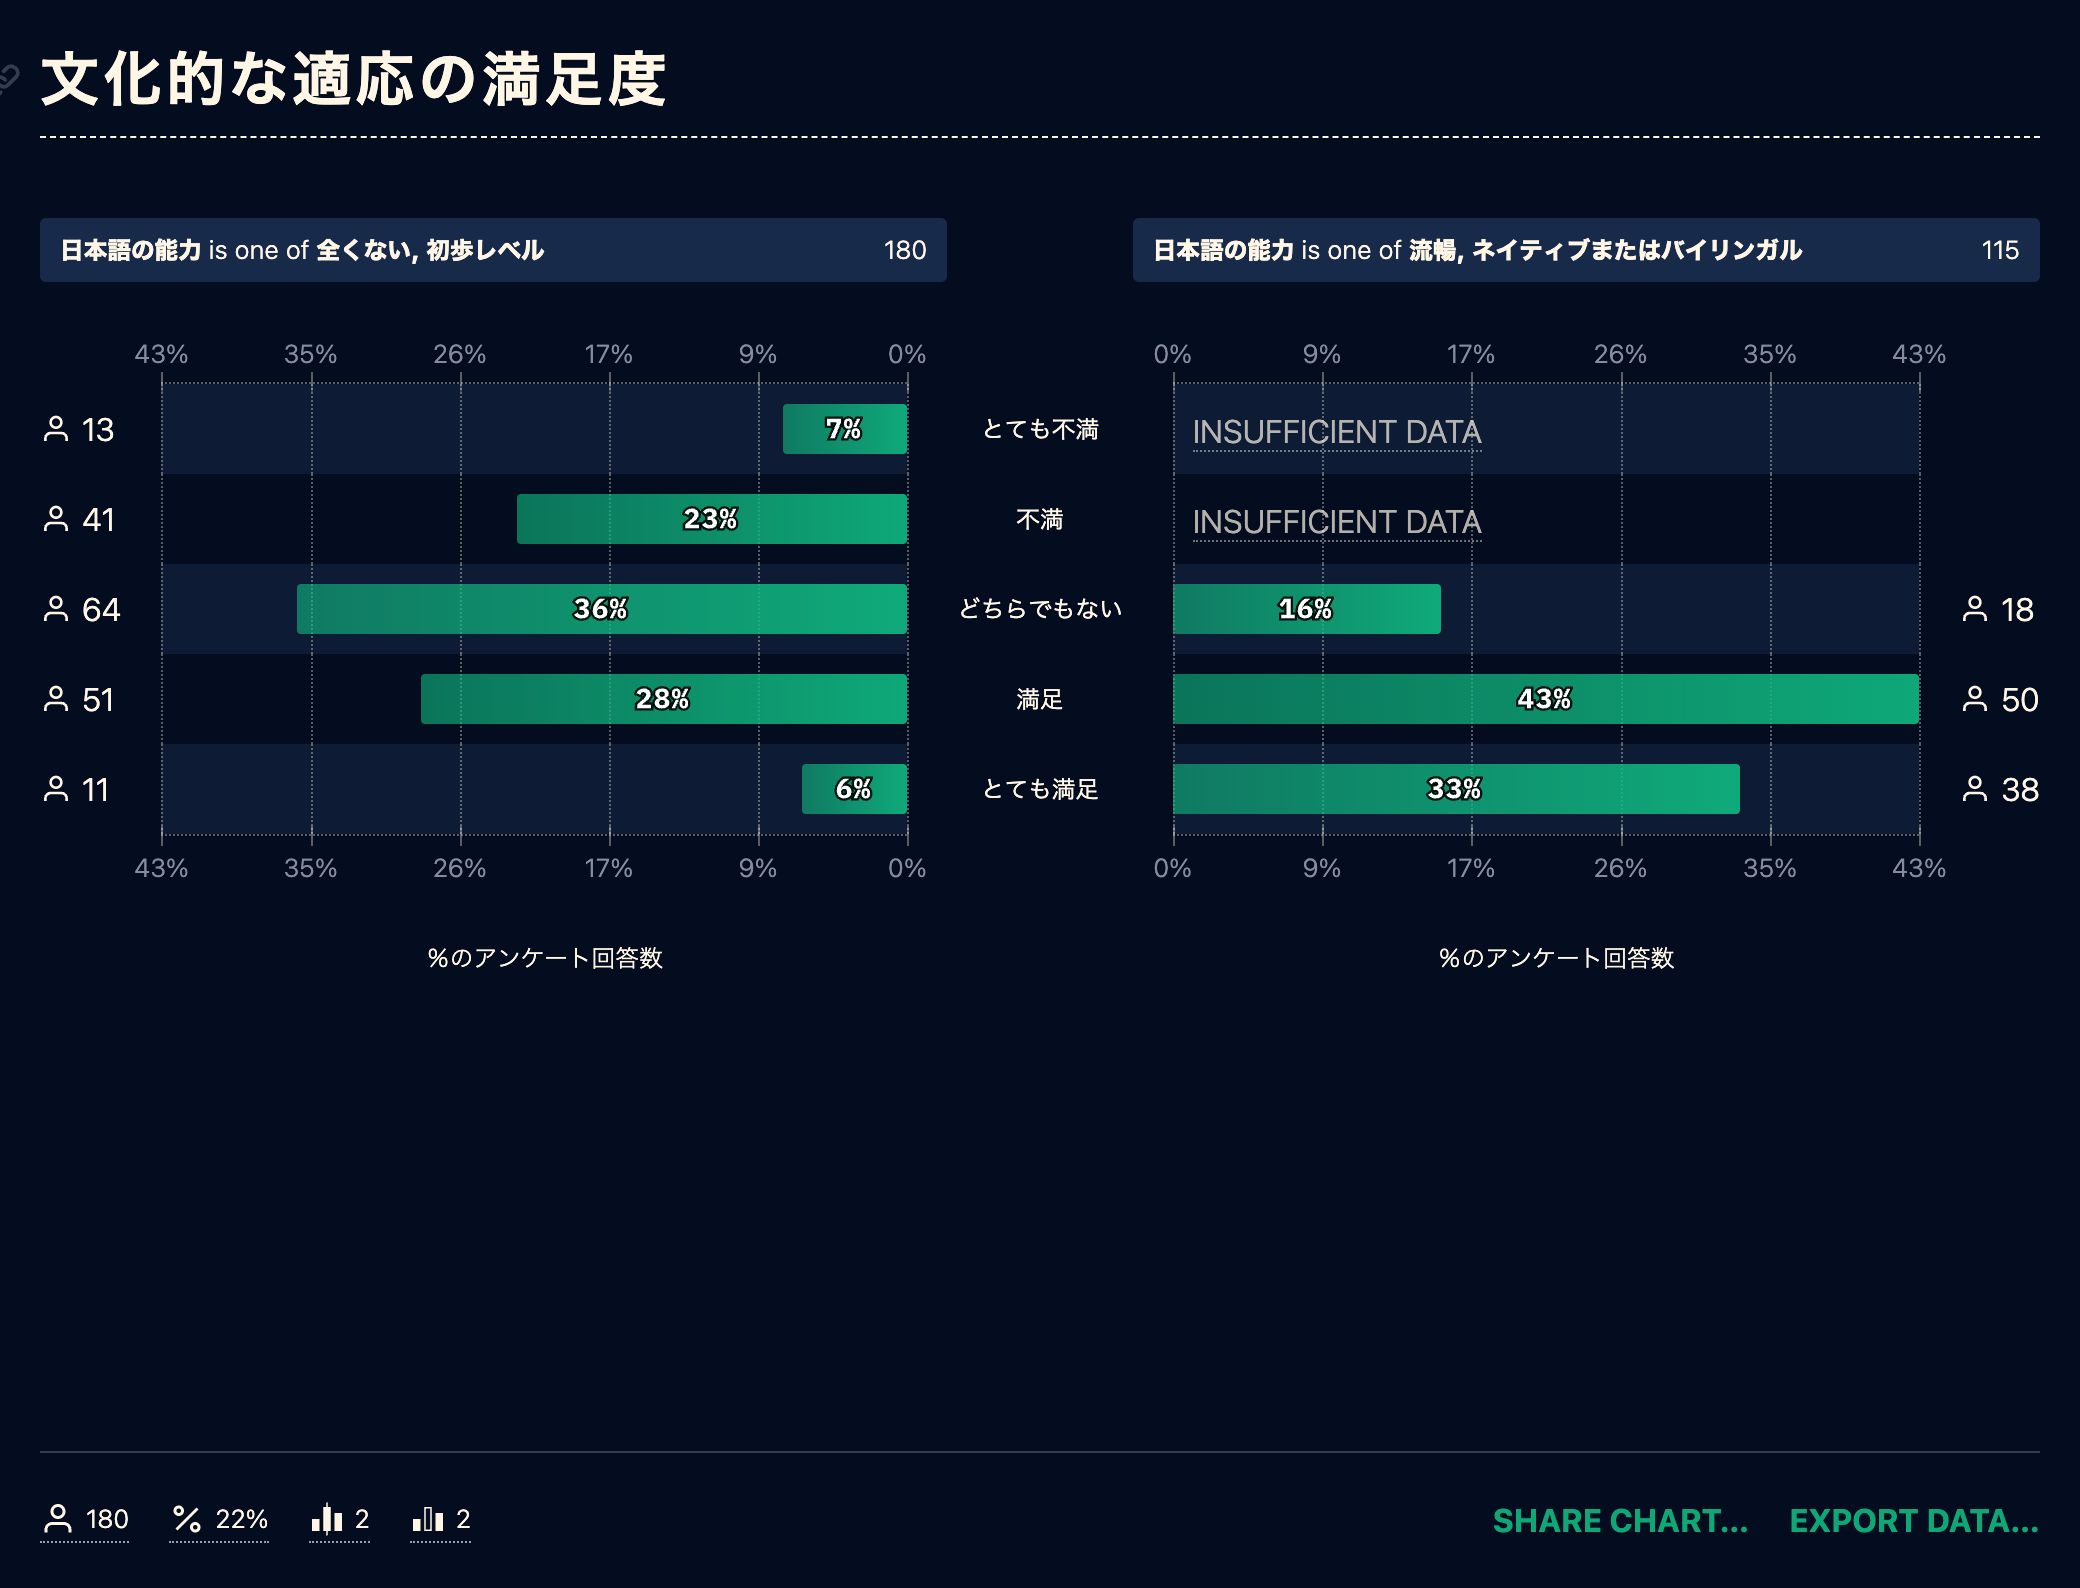 文化的な適応の満足度
日本語の能力 is one of 全くない, 初歩レベル 180
日本語の能力 is one of 流暢, ネイティブまたはバイリンガル 115
43% 35% 26% 17% 9% 0%
0% 9% 17% 26% 35% 43%
13 7% とても不満 INSUFFICIENT DATA
41 23% 不満 INSUFFICIENT DATA
64 36% どちらでもない 16% 18
51 28% 満足 43% 50
11 6% とても満足 33% 38
43% 35% 26% 17% 9% 0%
0% 9% 17% 26% 35% 43%
%のアンケート回答数
%のアンケート回答数
180 22% 2 2
SHARE CHART... EXPORT DATA...